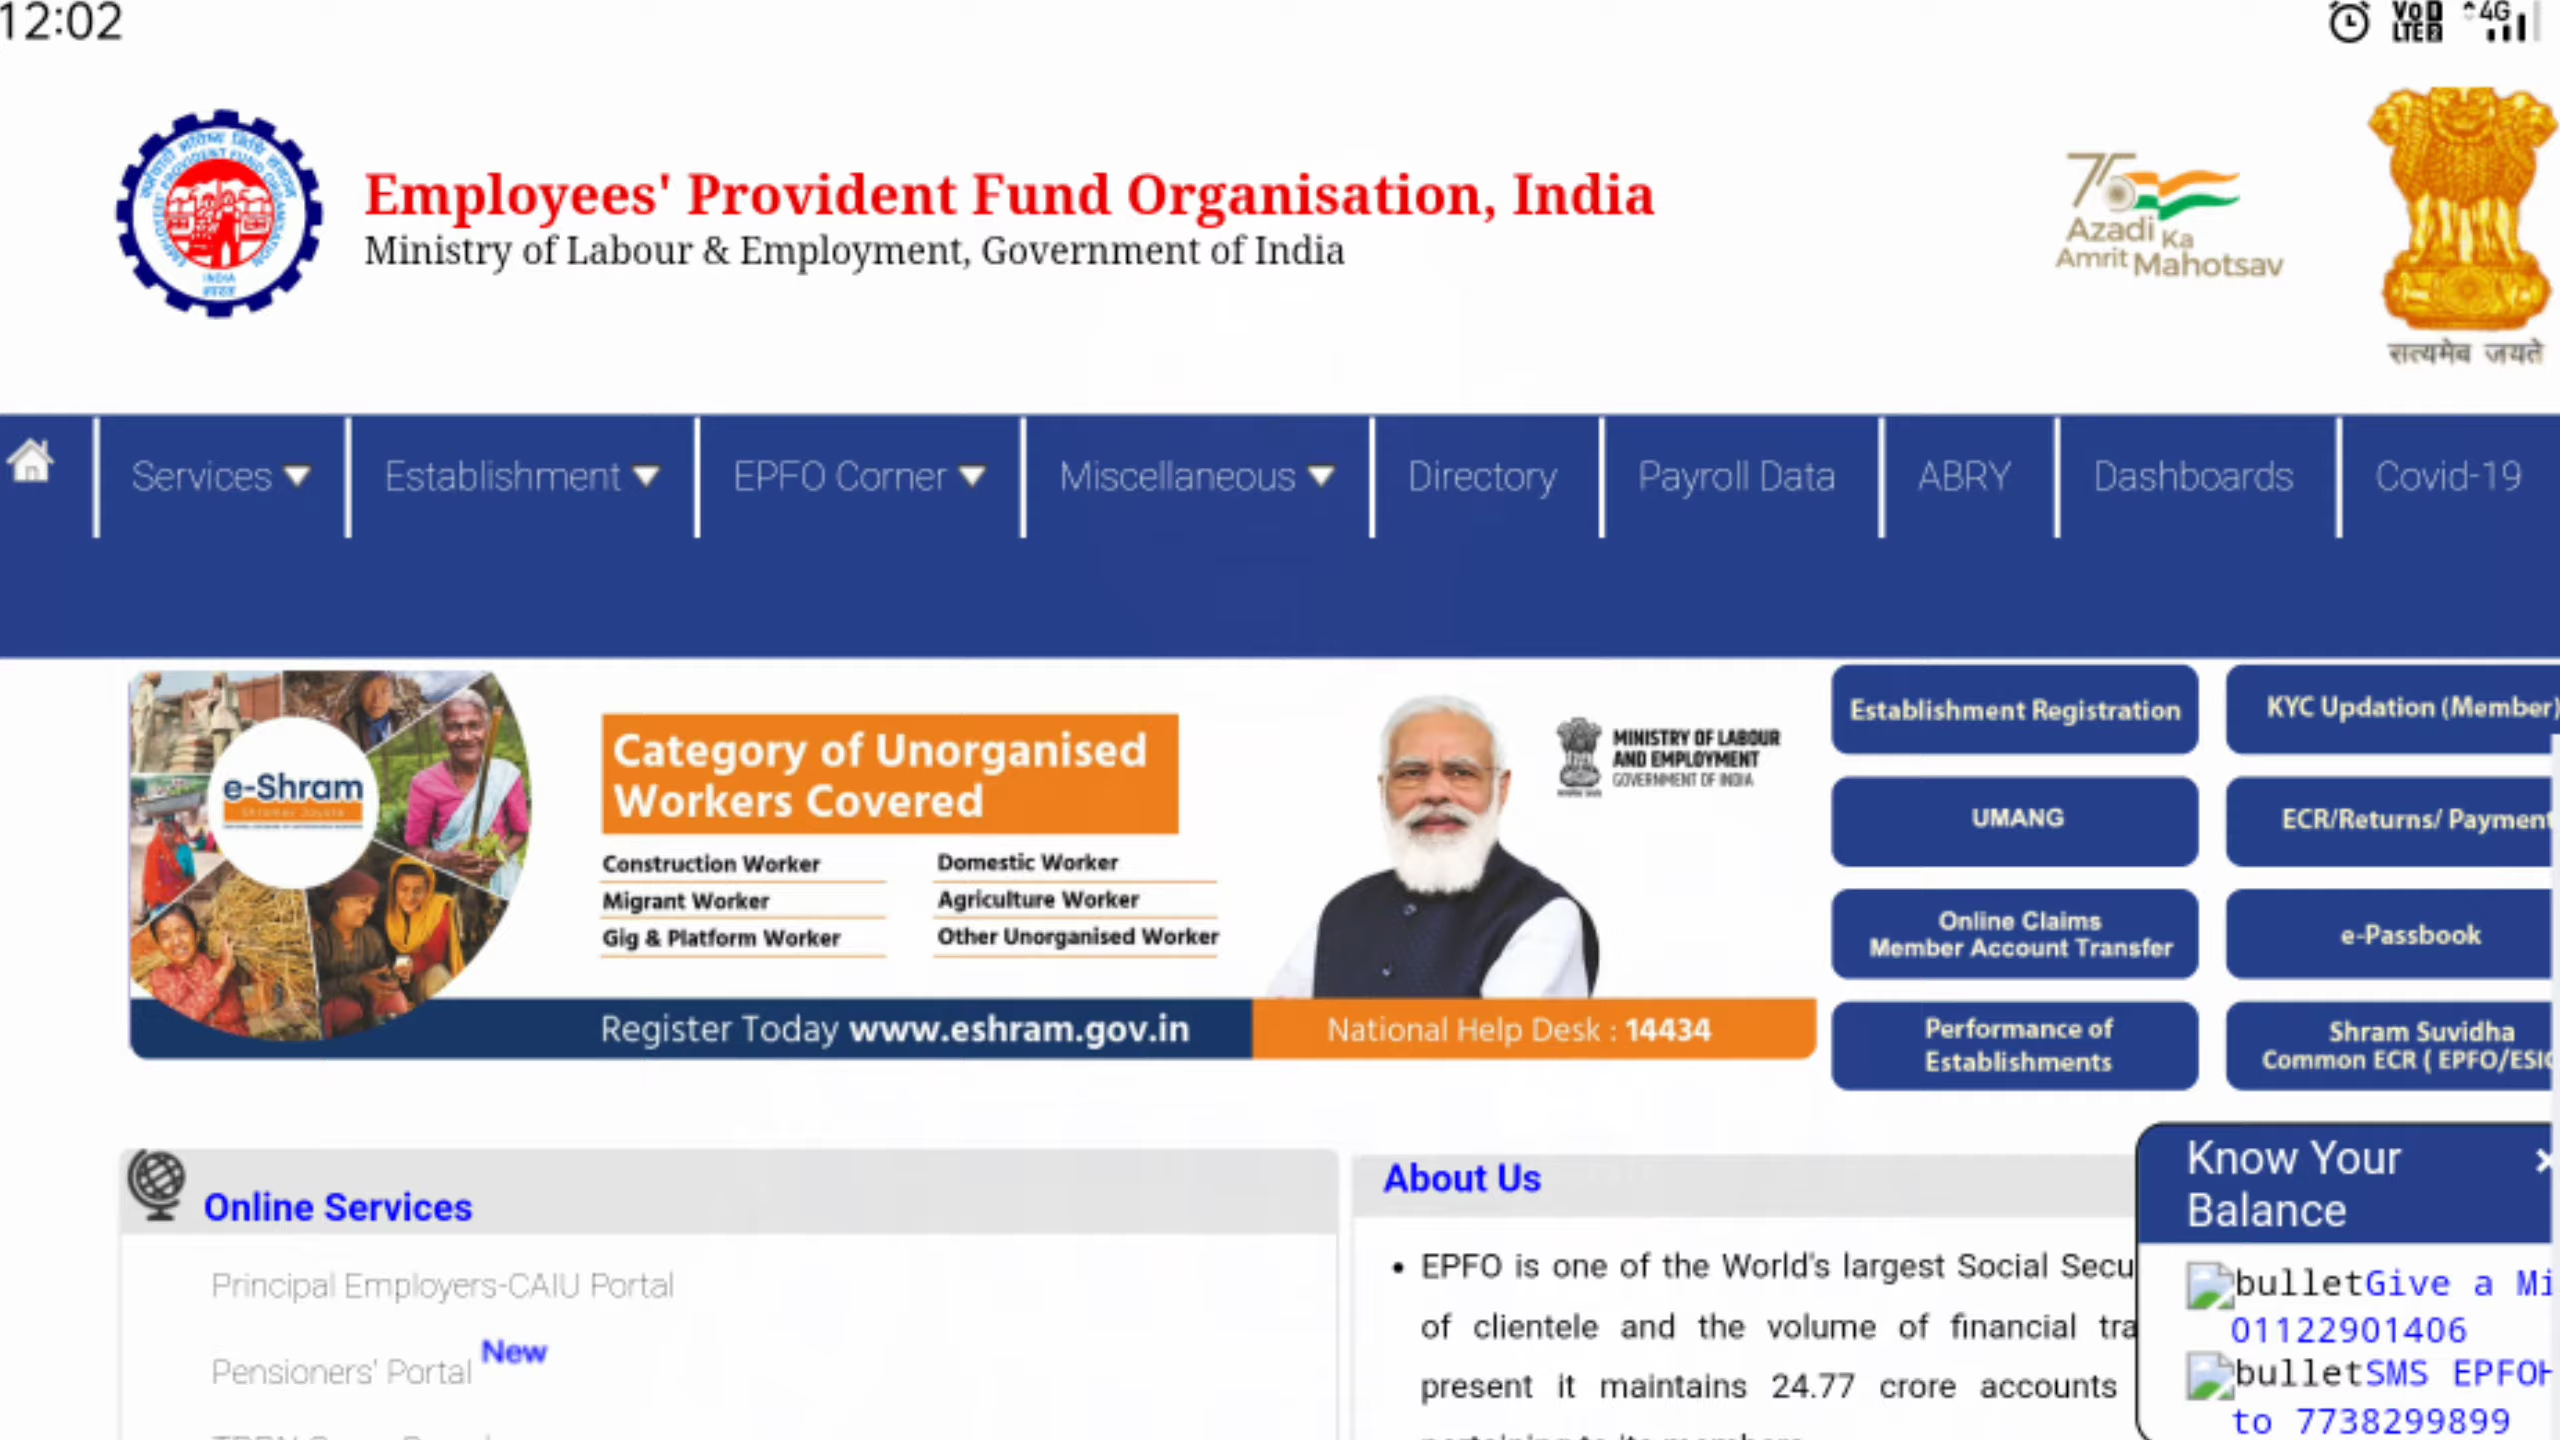 12:02
4G
Employees' Provident Fund Organisation, India
Ministry of Labour & Employment, Government of India
Azadi Ka
Amrit Mahotsav
सत्यमेव जयते
Services
Establishment
EPFO Corner
Miscellaneous
Directory
Payroll Data
ABRY
Dashboards
Covid-19
e-Shram
Category of Unorganised
Workers Covered
Construction Worker
Domestic Worker
Migrant Worker
Agriculture Worker
Gig & Platform Worker
Other Unorganised Worker
MINISTRY OF LABOUR
AND EMPLOYMENT
GOVERNMENT OF INDIA
Register Today www.eshram.gov.in
National Help Desk : 14434
Establishment Registration
KYC Updation (Member)
UMANG
ECR/Returns/ Payment
Online Claims
Member Account Transfer
e-Passbook
Performance of
Establishments
Shram Suvidha
Common ECR ( EPFO/ESIC
Online Services
Principal Employers-CAIU Portal
Pensioners' Portal New
About Us
• EPFO is one of the World's largest Social Secu
of clientele and the volume of financial tra
present it maintains 24.77 crore accounts
Know Your
Balance
bulletGive a Mi
01122901406
bulletSMS EPFOH
to 7738299899